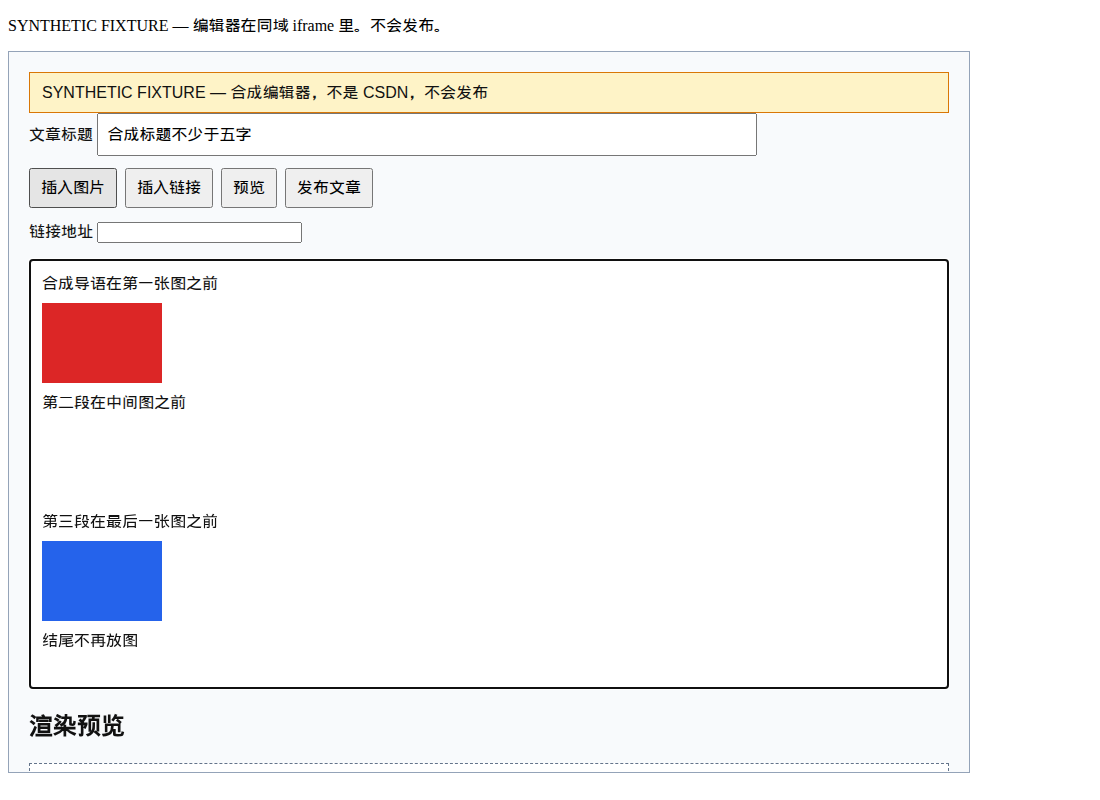 SYNTHETIC FIXTURE — 编辑器在同域 iframe 里。不会发布。
SYNTHETIC FIXTURE — 合成编辑器，不是 CSDN，不会发布
文章标题 合成标题不少于五字
插入图片 插入链接 预览 发布文章
链接地址
合成导语在第一张图之前
第二段在中间图之前
第三段在最后一张图之前
结尾不再放图
渲染预览